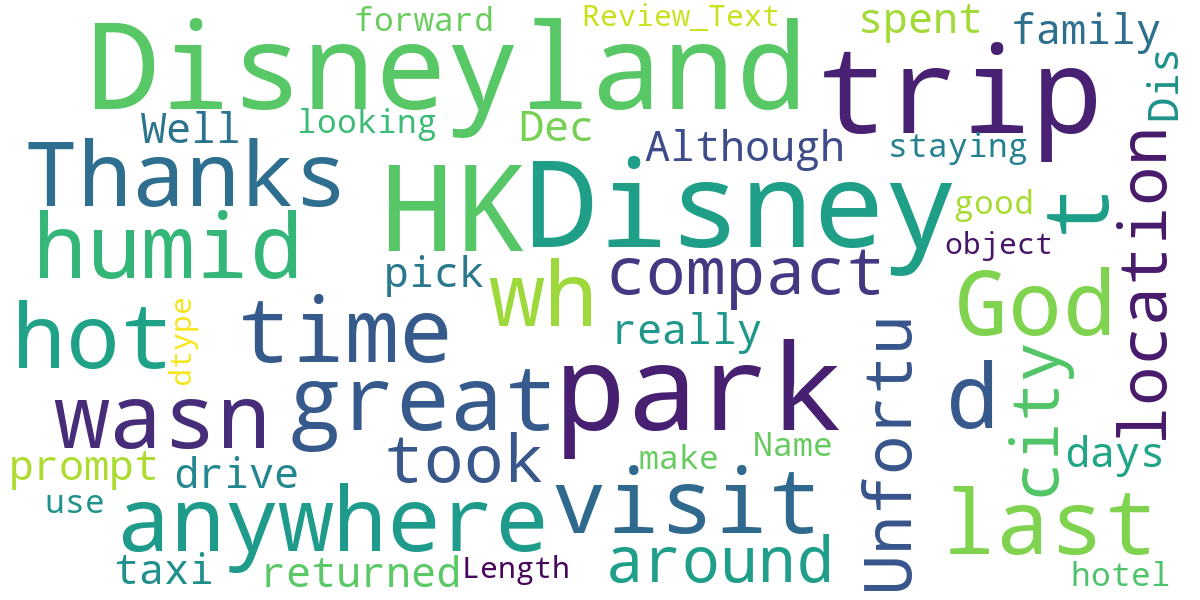 forward
Review_Text
spent
family
Disneyland
trip
Dis
Well
looking
Dec
Although
staying
Thanks
HK
Disney
good
t
location
humid
object
pick
wh
compact
God
hot
dtype
time
really
Unfortu
city
wasn
great
park
d
took
make
Name
days
prompt
drive
use
anywhere
visit
last
around
taxi
returned
Length
hotel